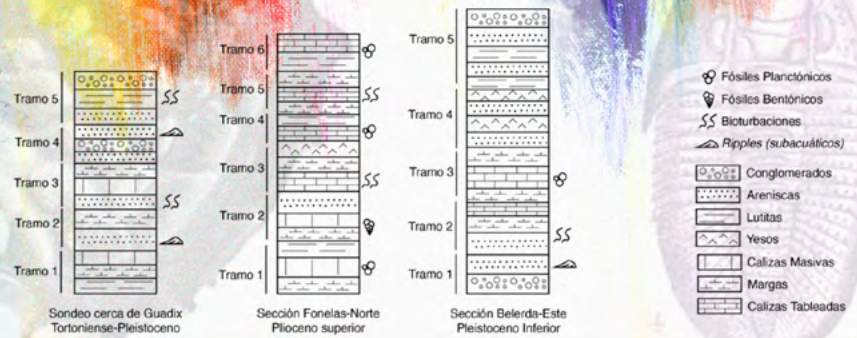 Tramo 5
Tramo 4
Tramo 3
Tramo 2
Tramo 1
Sondeo cerca de Guadix
Tortoniense-Pleistoceno
Tramo 6
Tramo 5
Tramo 4
Tramo 3
Tramo 2
Tramo 1
Sección Fonelas-Norte
Plioceno superior
Tramo 5
Tramo 4
Tramo 3
Tramo 2
Tramo 1
Sección Belerda-Este
Pleistoceno Inferior
Fósiles Planctónicos
Fósiles Bentónicos
Bioturbaciones
Ripples (subacuáticos)
Conglomerados
Areniscas
Lutitas
Yesos
Calizas Masivas
Margas
Calizas Tableadas